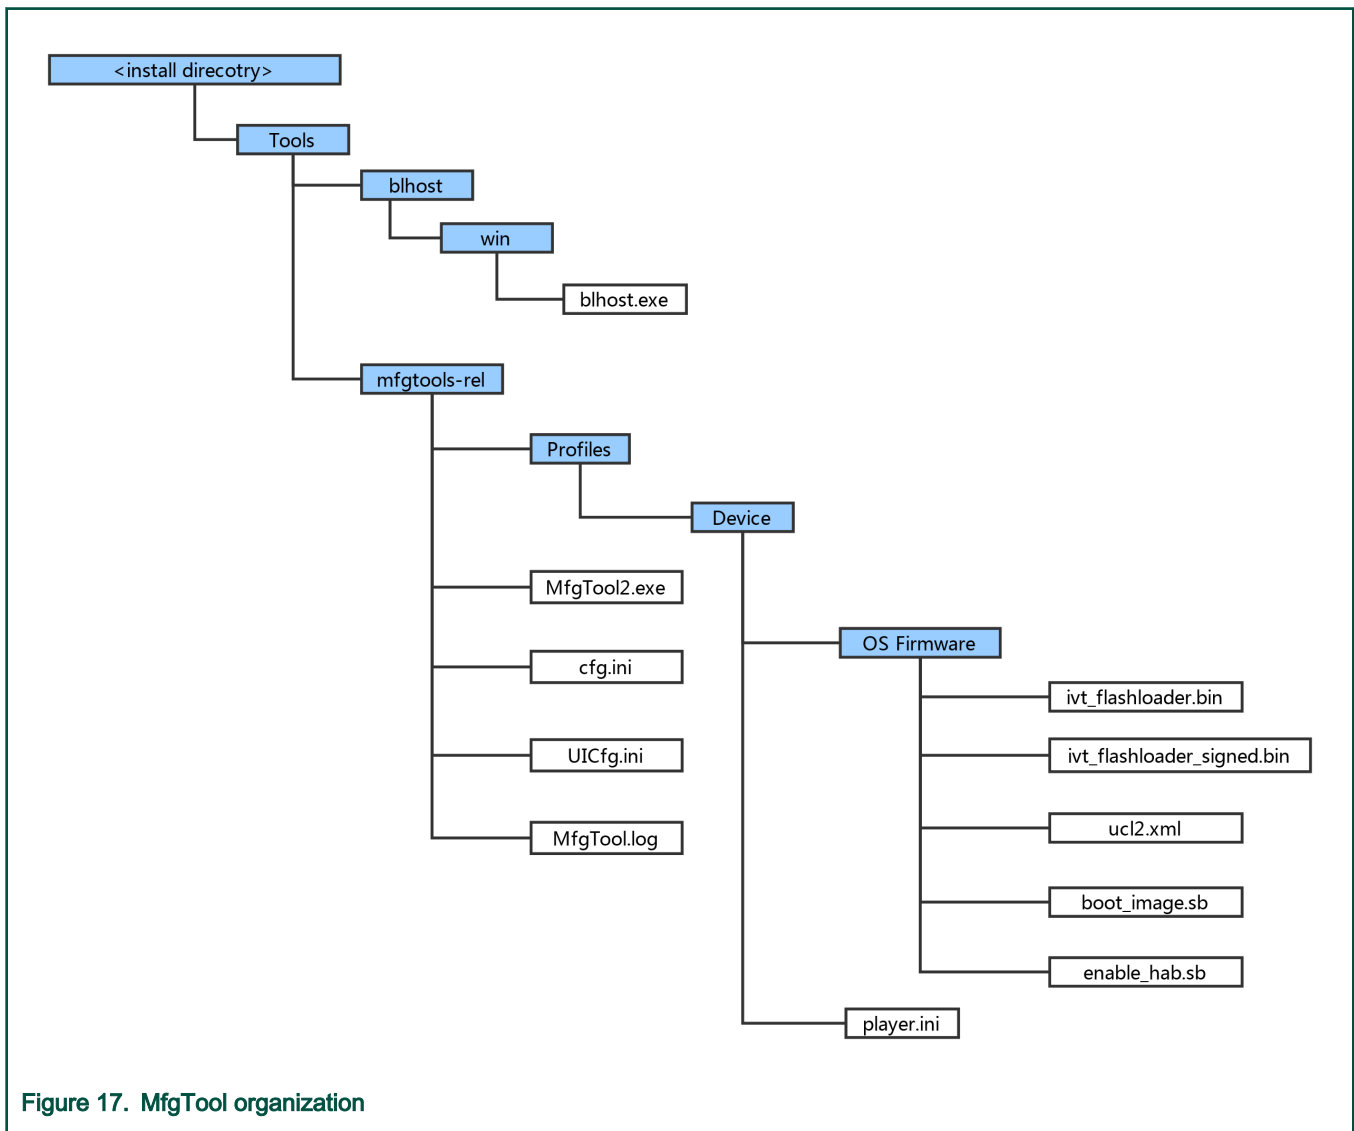 <install direcotry>
Tools
blhost
win
blhost.exe
mfgtools-rel
Profiles
Device
MfgTool2.exe
OS Firmware
cfg.ini
ivt_flashloader.bin
UICfg.ini
ivt_flashloader_signed.bin
ucl2.xml
MfgTool.log
boot_image.sb
enable_hab.sb
player.ini
Figure 17. MfgTool organization